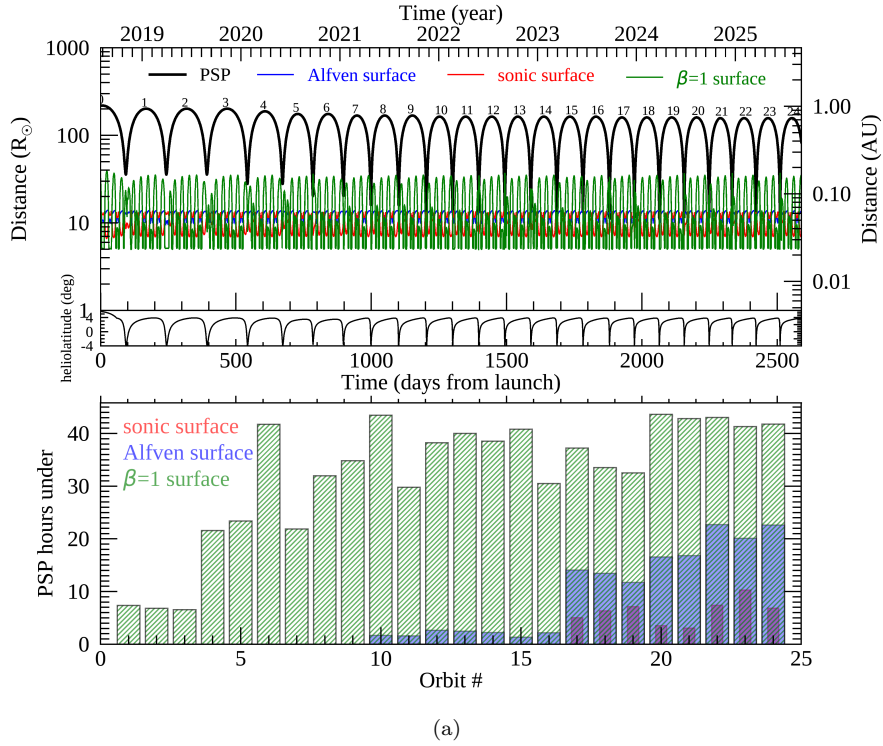 Time (year)
2019 2020 2021 2022 2023 2024 2025
1000
PSP Alfven surface sonic surface β=1 surface
1 2 3 4 5 6 7 8 9 10 11 12 13 14 15 16 17 18 19 20 21 22 23 24
1.00
100
Distance (R☉)
Distance (AU)
0.10
10
0.01
1
heliolatitude (deg)
4
0
-4
0 500 1000 1500 2000 2500
Time (days from launch)
40
sonic surface
Alfven surface
β=1 surface
30
PSP hours under
20
10
0
0 5 10 15 20 25
Orbit #
(a)